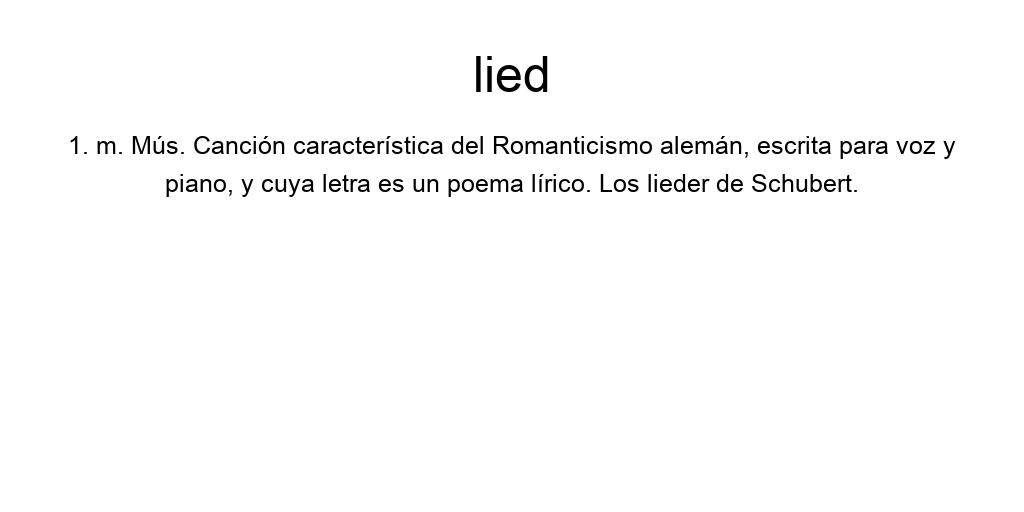 lied
1. m. Mús. Canción característica del Romanticismo alemán, escrita para voz y
piano, y cuya letra es un poema lírico. Los lieder de Schubert.